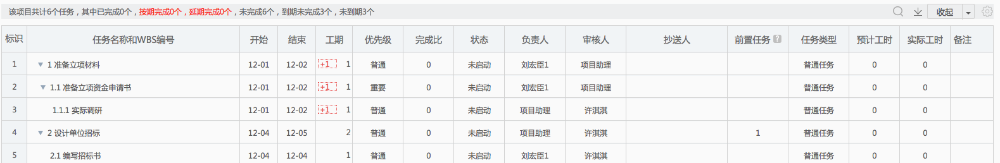 该项目共计6个任务，其中已完成0个，按期完成0个，延期完成0个，未完成6个，到期未完成3个，未到期3个 收起
标识 任务名称和WBS编号 开始 结束 工期 优先级 完成比 状态 负责人 审核人 抄送人 前置任务 ? 任务类型 预计工时 实际工时 备注
1 1 准备立项材料 12-01 12-02 +1 1 普通 0 未启动 刘宏臣1 项目助理 普通任务 0 0
2 1.1 准备立项资金申请书 12-01 12-02 +1 1 重要 0 未启动 刘宏臣1 项目助理 普通任务 0 0
3 1.1.1 实际调研 12-01 12-02 +1 1 普通 0 未启动 项目助理 许淇淇 普通任务 0 0
4 2 设计单位招标 12-04 12-05 2 普通 0 未启动 项目助理 许淇淇 1 普通任务 0 0
5 2.1 编写招标书 12-04 12-04 1 普通 0 未启动 刘宏臣1 许淇淇 普通任务 0 0